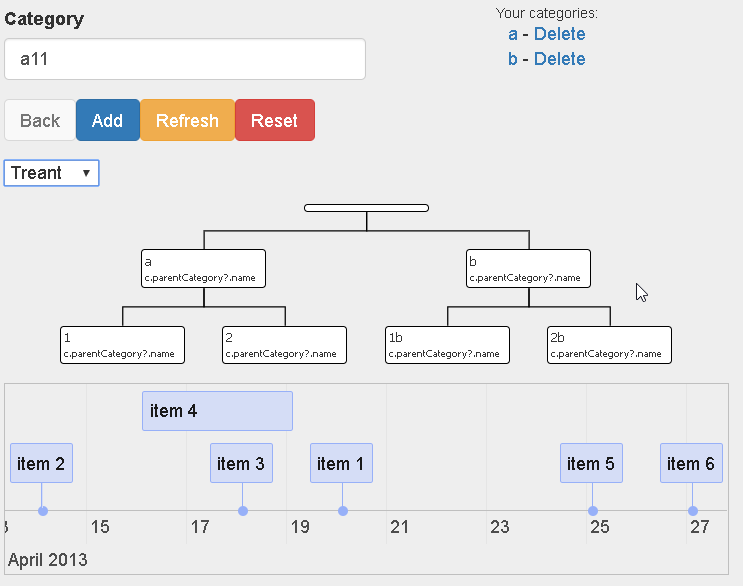 Category
Your categories:
a - Delete
b - Delete
a11
Back Add Refresh Reset
Treant
a
c.parentCategory?.name
b
c.parentCategory?.name
1
c.parentCategory?.name
2
c.parentCategory?.name
1b
c.parentCategory?.name
2b
c.parentCategory?.name
item 4
item 2
item 3
item 1
item 5
item 6
15 17 19 21 23 25 27
April 2013